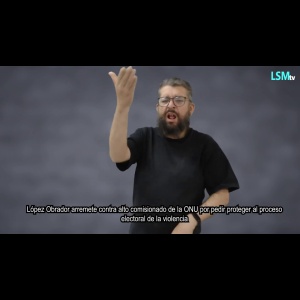 LSMtv
López Obrador arremete contra alto comisionado de la ONU por pedir proteger al proceso
electoral de la violencia